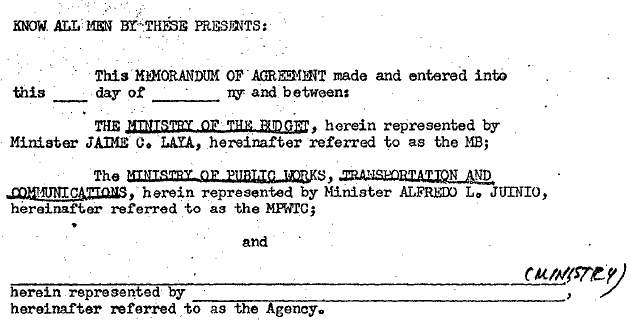 KNOW ALL MEN BY THESE PRESENTS:
This MEMORANDUM OF AGREEMENT made and entered into
this ____ day of _______ ny and between:
THE MINISTRY OF THE BUDGET, herein represented by
Minister JAIME C. LAYA, hereinafter referred to as the MB;
The MINISTRY OF PUBLIC WORKS, TRANSPORTATION AND
COMMUNICATIONS, herein represented by Minister ALFREDO L. JUINIO,
hereinafter referred to as the MPWTC;
and
(MINISTRY)
herein represented by ______________________________,
hereinafter referred to as the Agency.